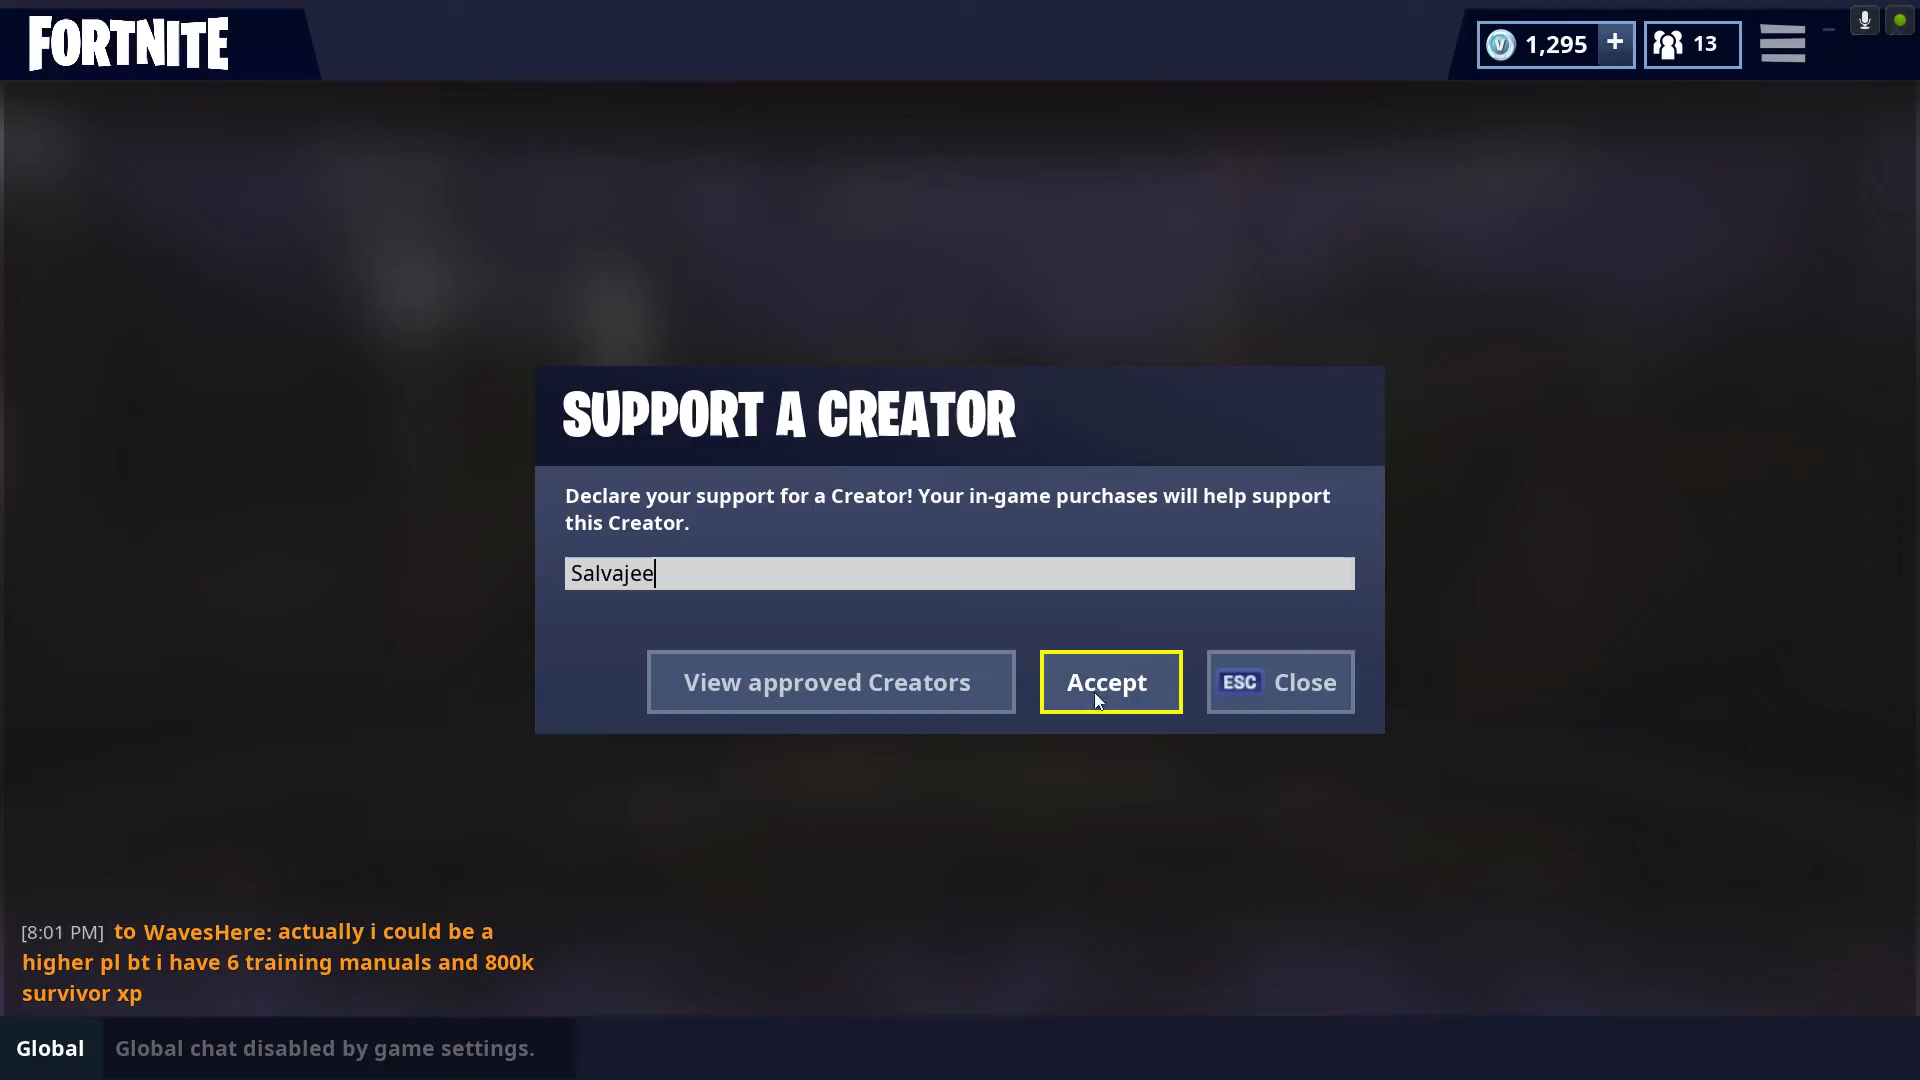 FORTNITE
1,295 +
13
SUPPORT A CREATOR
Declare your support for a Creator! Your in-game purchases will help support
this Creator.
Salvajee
View approved Creators
Accept
ESC Close
[8:01 PM] to WavesHere: actually i could be a
higher pl bt i have 6 training manuals and 800k
survivor xp
Global
Global chat disabled by game settings.